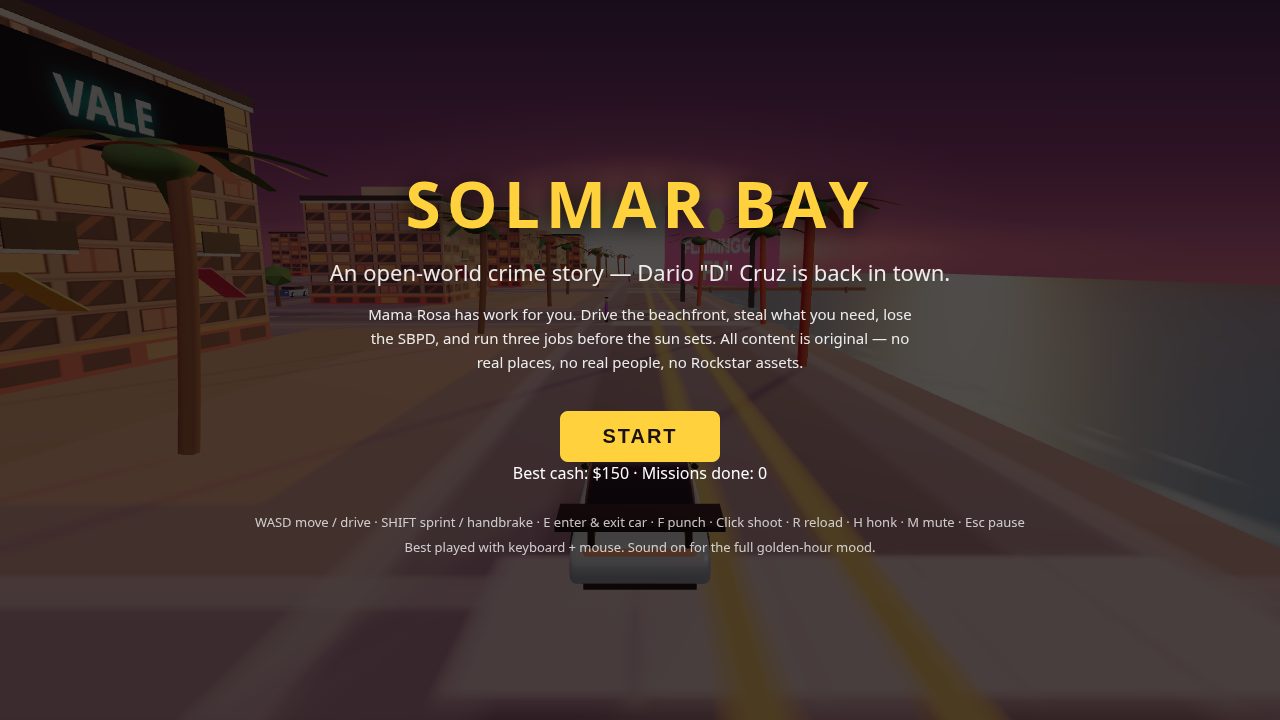 VALE
SOLMAR BAY
FLAMINGO
An open-world crime story — Dario "D" Cruz is back in town.
Mama Rosa has work for you. Drive the beachfront, steal what you need, lose
the SBPD, and run three jobs before the sun sets. All content is original — no
real places, no real people, no Rockstar assets.
START
Best cash: $150 · Missions done: 0
WASD move / drive · SHIFT sprint / handbrake · E enter & exit car · F punch · Click shoot · R reload · H honk · M mute · Esc pause
Best played with keyboard + mouse. Sound on for the full golden-hour mood.